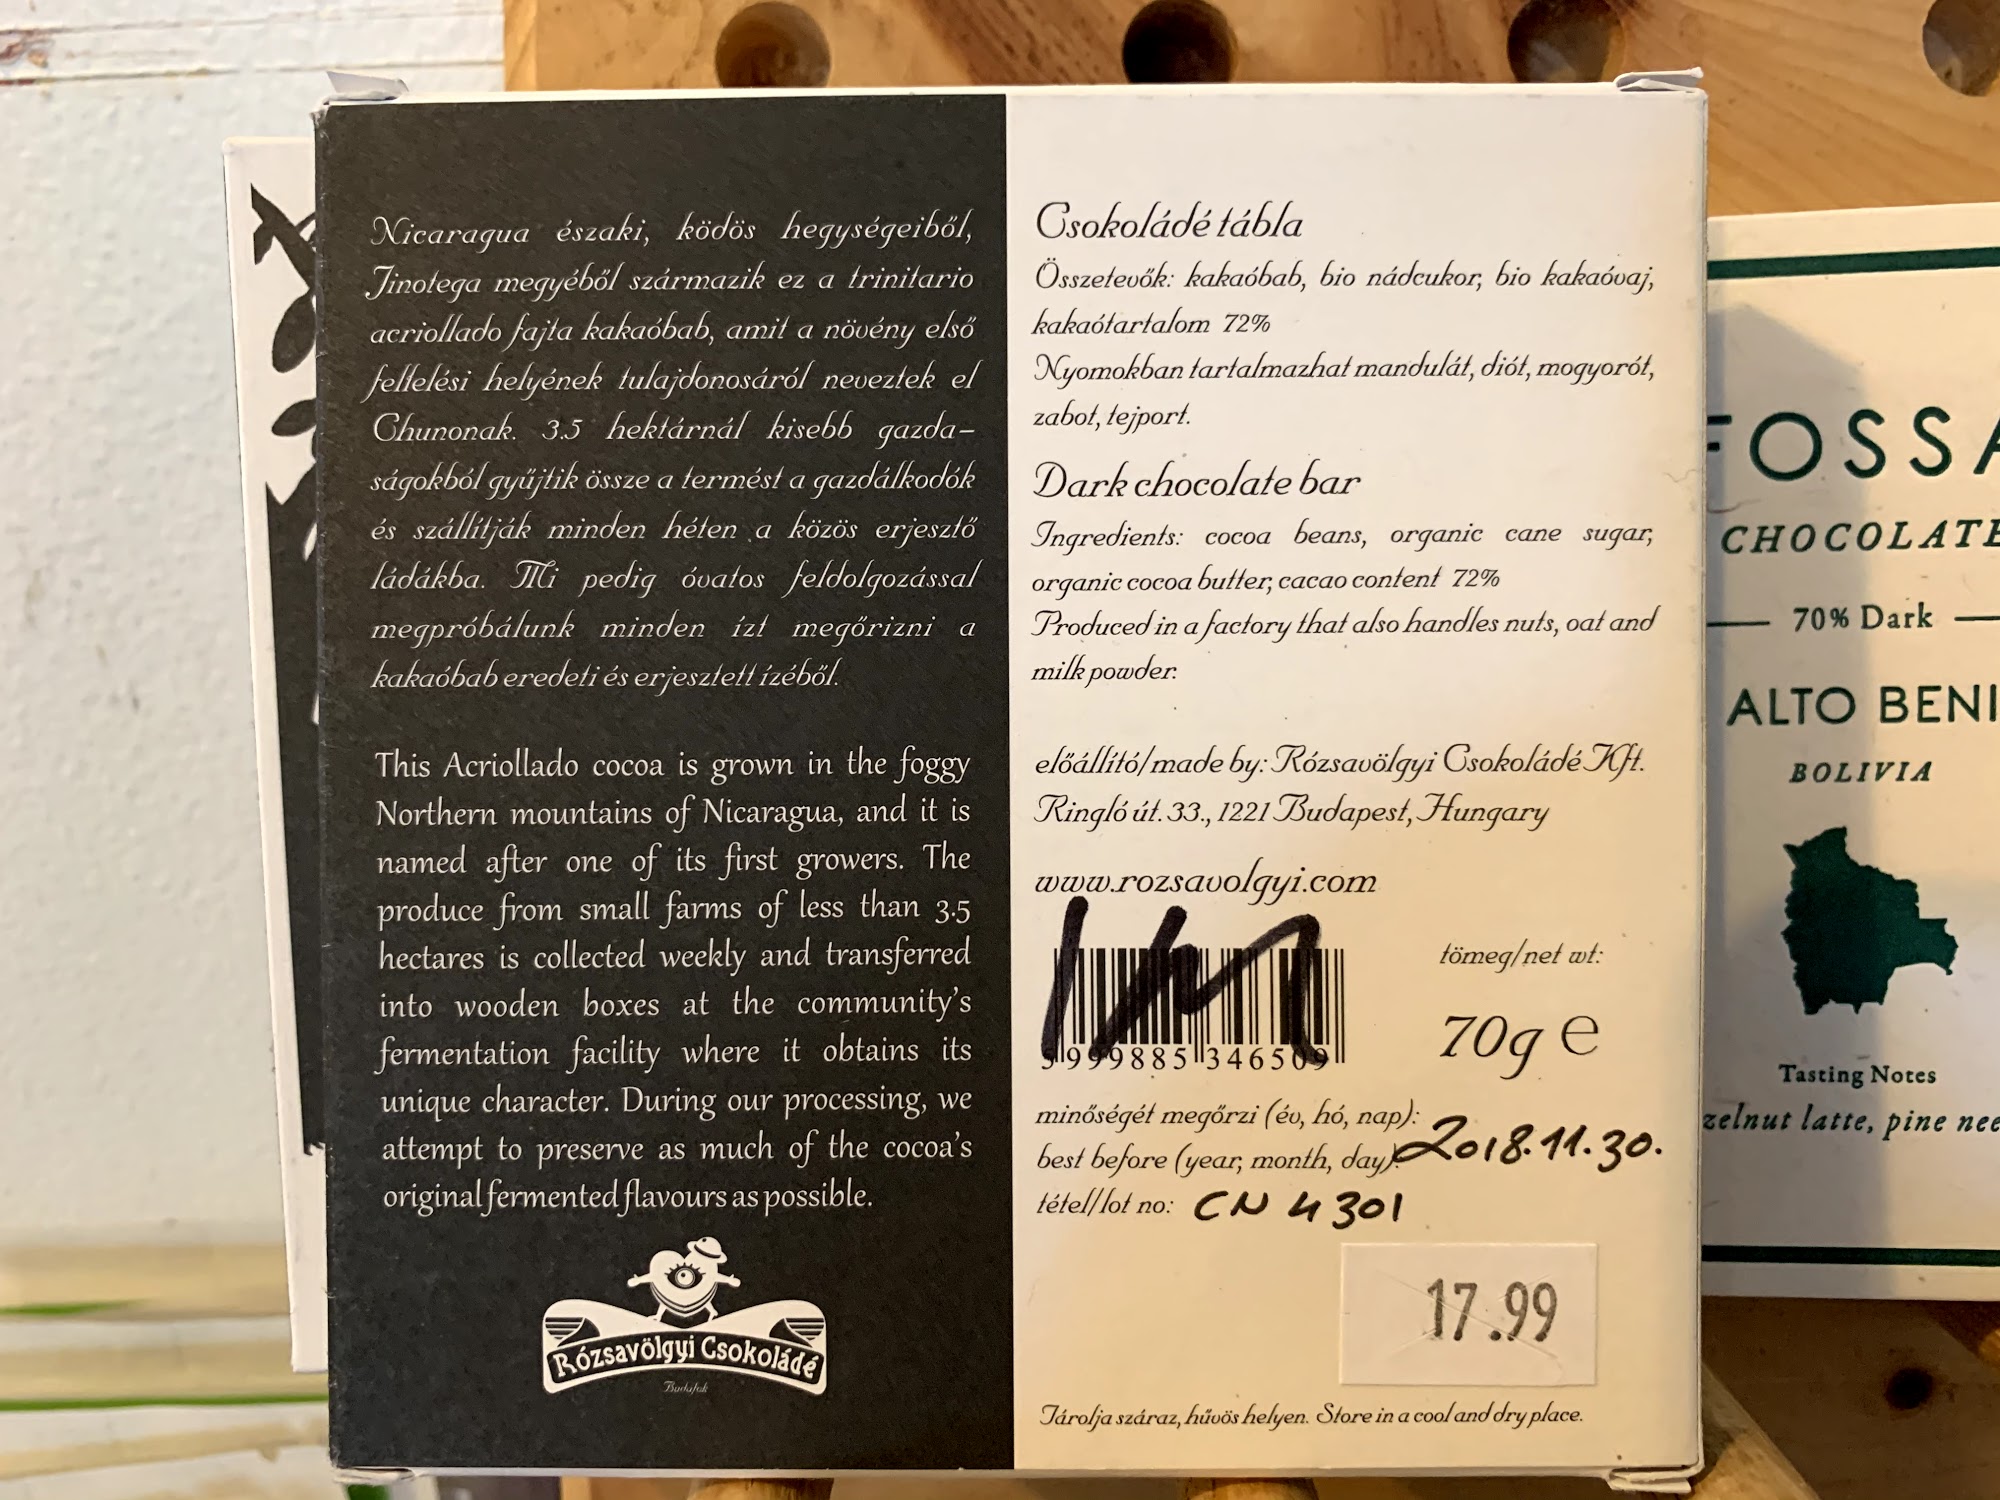 Nicaragua északi, ködös hegységeiből,
Jinotega megyéből származik ez a trinitario
acriollado fajta kakaóbab, amit a növény első
fellelési helyének tulajdonosáról neveztek el
Chunonak. 3.5 hektárnál kisebb gazda-
ságokból gyűjtik össze a termést a gazdálkodók
és szállítják minden héten a közös erjesztő
ládákba. Mi pedig óvatos feldolgozással
megpróbálunk minden ízt megőrizni a
kakaóbab eredeti és erjesztett ízéből.
This Acriollado cocoa is grown in the foggy
Northern mountains of Nicaragua, and it is
named after one of its first growers. The
produce from small farms of less than 3.5
hectares is collected weekly and transferred
into wooden boxes at the community's
fermentation facility where it obtains its
unique character. During our processing, we
attempt to preserve as much of the cocoa's
original fermented flavours as possible.
Rózsavölgyi Csokoládé
Budafok
Csokoládé tábla
Összetevők: kakaóbab, bio nádcukor, bio kakaóvaj,
kakaótartalom 72%
Nyomokban tartalmazhat mandulát, diót, mogyorót,
zabot, tejport.
Dark chocolate bar
Ingredients: cocoa beans, organic cane sugar,
organic cocoa butter, cacao content 72%
Produced in a factory that also handles nuts, oat and
milk powder.
előállító/made by: Rózsavölgyi Csokoládé Kft.
Ringló út. 33., 1221 Budapest, Hungary
www.rozsavolgyi.com
5 999885 346509
tömeg/net wt:
70g e
minőségét megőrzi (év, hó, nap):
best before (year, month, day): 2018.11.30.
tétel/lot no: CN 4301
17.99
Tárolja száraz, hűvös helyen. Store in a cool and dry place.
FOSSA
CHOCOLATE
70% Dark
ALTO BENI
BOLIVIA
Tasting Notes
latte, pine